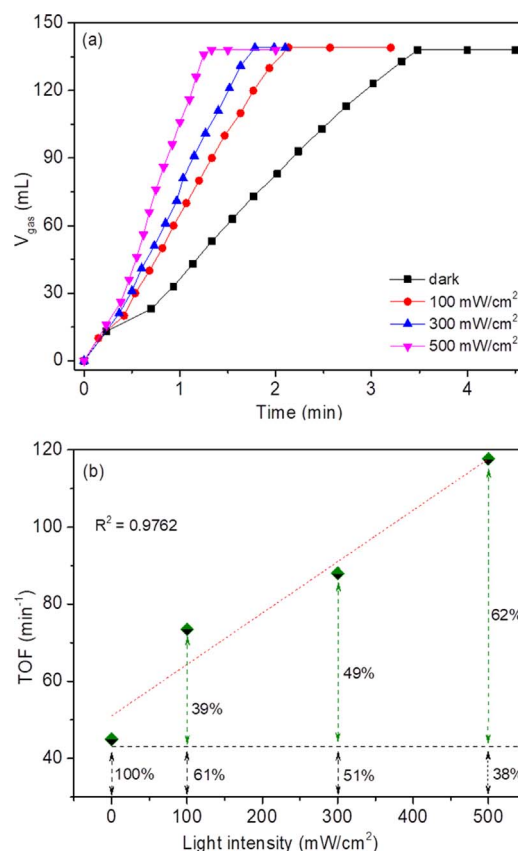 (a)
150
120
90
60
30
0
V_gas (mL)
dark
100 mW/cm²
300 mW/cm²
500 mW/cm²
0 1 2 3 4
Time (min)
(b)
120
100
80
60
40
TOF (min⁻¹)
R² = 0.9762
62%
49%
39%
100% 61% 51% 38%
0 100 200 300 400 500
Light intensity (mW/cm²)